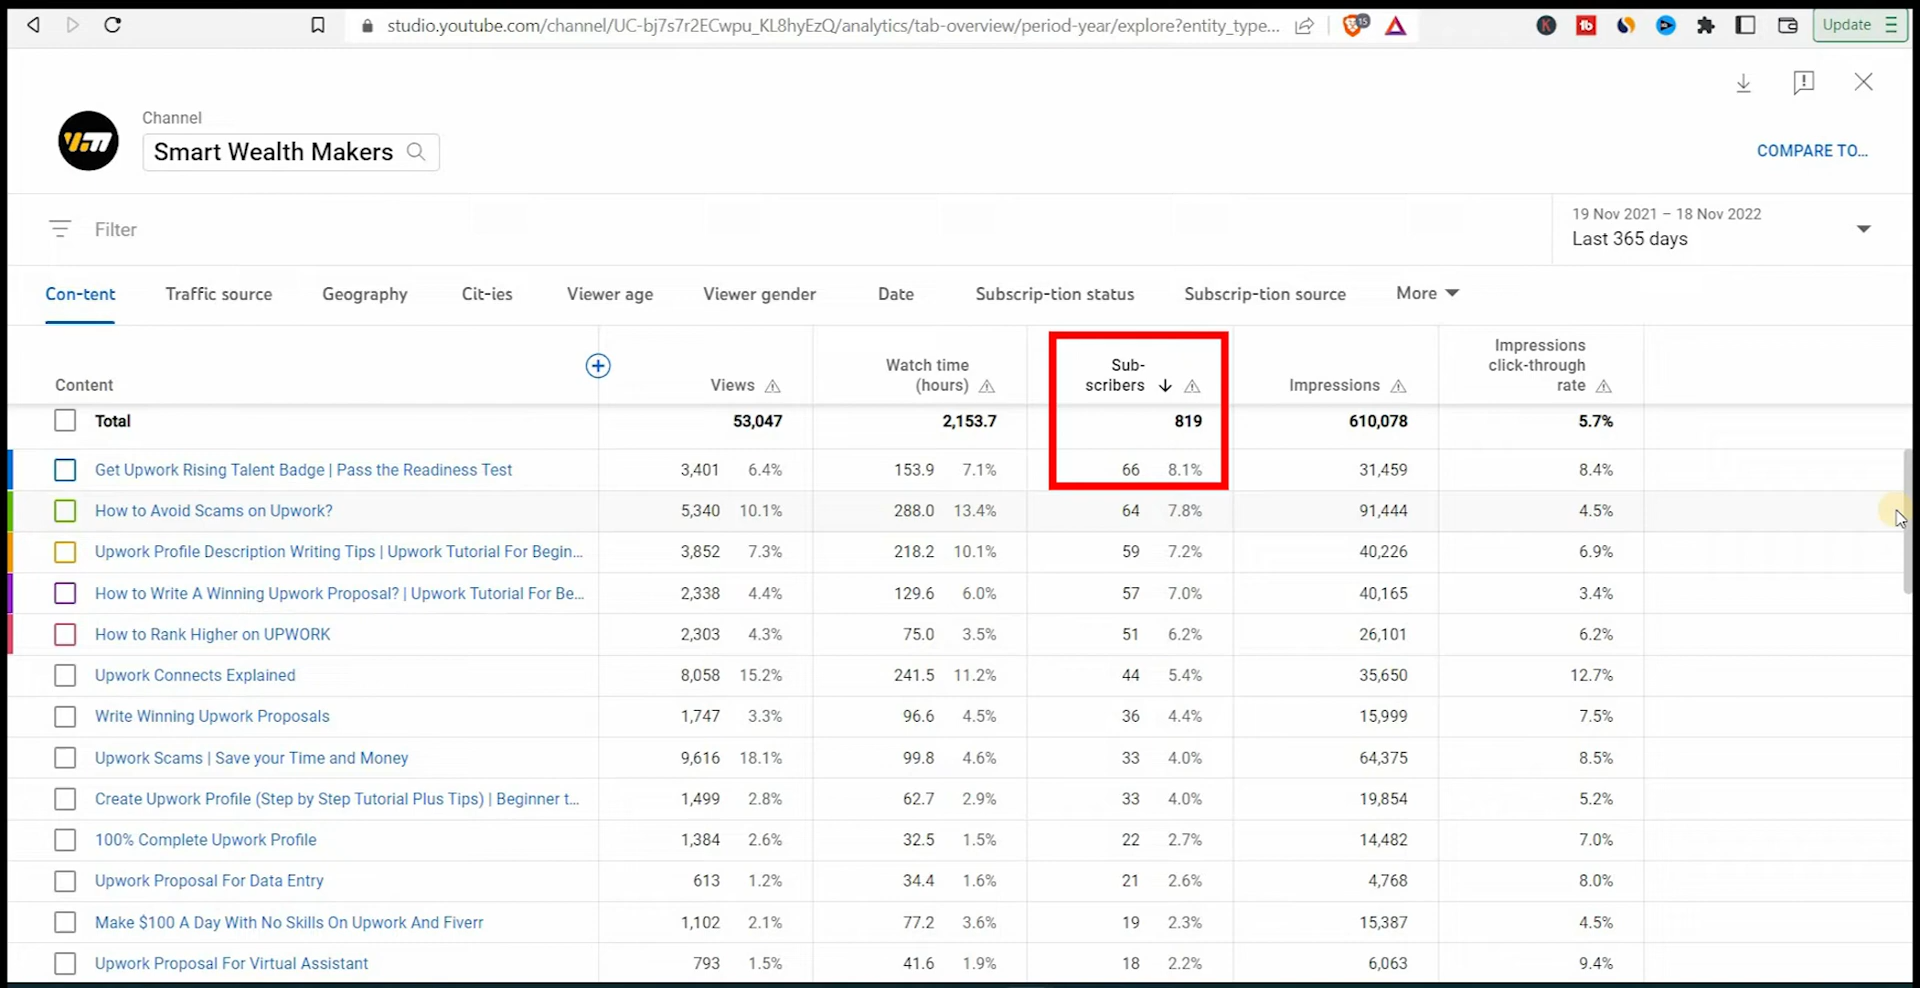 studio.youtube.com/channel/UC-bj7s7r2ECwpu_KL8hyEzQ/analytics/tab-overview/period-year/explore?entity_type...
15
K
tb
Update
Channel
Smart Wealth Makers
COMPARE TO...
Filter
19 Nov 2021 – 18 Nov 2022
Last 365 days
Con-tent Traffic source Geography Cit-ies Viewer age Viewer gender Date Subscrip-tion status Subscrip-tion source More
Content
Views
Watch time
(hours)
Sub-
scribers
Impressions
Impressions
click-through
rate
Total 53,047 2,153.7 819 610,078 5.7%
Get Upwork Rising Talent Badge | Pass the Readiness Test 3,401 6.4% 153.9 7.1% 66 8.1% 31,459 8.4%
How to Avoid Scams on Upwork? 5,340 10.1% 288.0 13.4% 64 7.8% 91,444 4.5%
Upwork Profile Description Writing Tips | Upwork Tutorial For Begin... 3,852 7.3% 218.2 10.1% 59 7.2% 40,226 6.9%
How to Write A Winning Upwork Proposal? | Upwork Tutorial For Be... 2,338 4.4% 129.6 6.0% 57 7.0% 40,165 3.4%
How to Rank Higher on UPWORK 2,303 4.3% 75.0 3.5% 51 6.2% 26,101 6.2%
Upwork Connects Explained 8,058 15.2% 241.5 11.2% 44 5.4% 35,650 12.7%
Write Winning Upwork Proposals 1,747 3.3% 96.6 4.5% 36 4.4% 15,999 7.5%
Upwork Scams | Save your TIme and Money 9,616 18.1% 99.8 4.6% 33 4.0% 64,375 8.5%
Create Upwork Profile (Step by Step Tutorial Plus Tips) | Beginner t... 1,499 2.8% 62.7 2.9% 33 4.0% 19,854 5.2%
100% Complete Upwork Profile 1,384 2.6% 32.5 1.5% 22 2.7% 14,482 7.0%
Upwork Proposal For Data Entry 613 1.2% 34.4 1.6% 21 2.6% 4,768 8.0%
Make $100 A Day With No Skills On Upwork And Fiverr 1,102 2.1% 77.2 3.6% 19 2.3% 15,387 4.5%
Upwork Proposal For Virtual Assistant 793 1.5% 41.6 1.9% 18 2.2% 6,063 9.4%